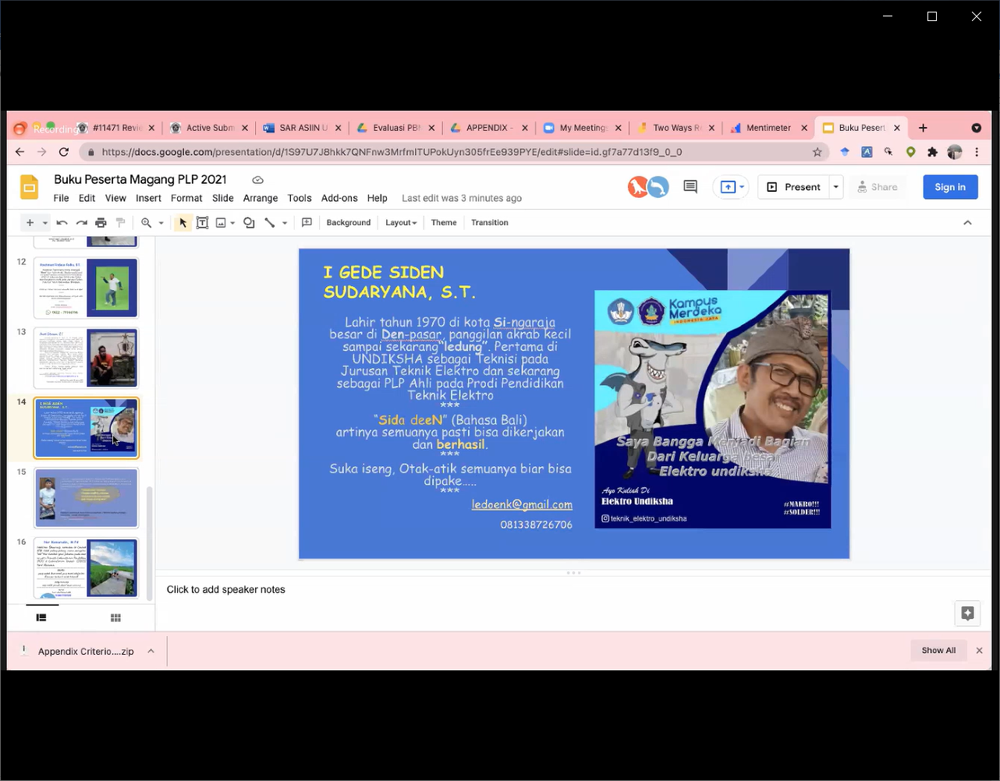 Recording
#11471 Revie
Active Subm
SAR ASIIN U
Evaluasi PBM
APPENDIX -
My Meeting
Two Ways R
Mentimeter
Buku Pesert
https://docs.google.com/presentation/d/1S97U7J8hkk7QNFnw3MrfmlTUPokUyn305frEe939PYE/edit#slide=id.gf7a77d13f9_0_0
Buku Peserta Magang PLP 2021
File Edit View Insert Format Slide Arrange Tools Add-ons Help Last edit was 3 minutes ago
Present
Share
Sign in
Background Layout Theme Transition
12
13
14
15
16
I GEDE SIDEN
SUDARYANA, S.T.
Lahir tahun 1970 di kota Si-ngaraja
besar di Den-pasar, panggilan akrab kecil
sampai sekarang "ledung". Pertama di
UNDIKSHA sebagai Teknisi pada
Jurusan Teknik Elektro dan sekarang
sebagai PLP Ahli pada Prodi Pendidikan
Teknik Elektro
***
"Sida deeN" (Bahasa Bali)
artinya semuanya pasti bisa dikerjakan
dan berhasil.
***
Suka iseng, Otak-atik semuanya biar bisa
dipake.....
***
ledoenk@gmail.com
081338726706
Kampus
Merdeka
INDONESIA JAYA
Saya Bangga Menjadi Bagian
Dari Keluarga besar
Elektro undiksha
Ayo Kuliah Di
Elektro Undiksha
teknik_elektro_undiksha
#MAKRO!!!
#SOLDER!!!
Click to add speaker notes
Appendix Criterio....zip
Show All